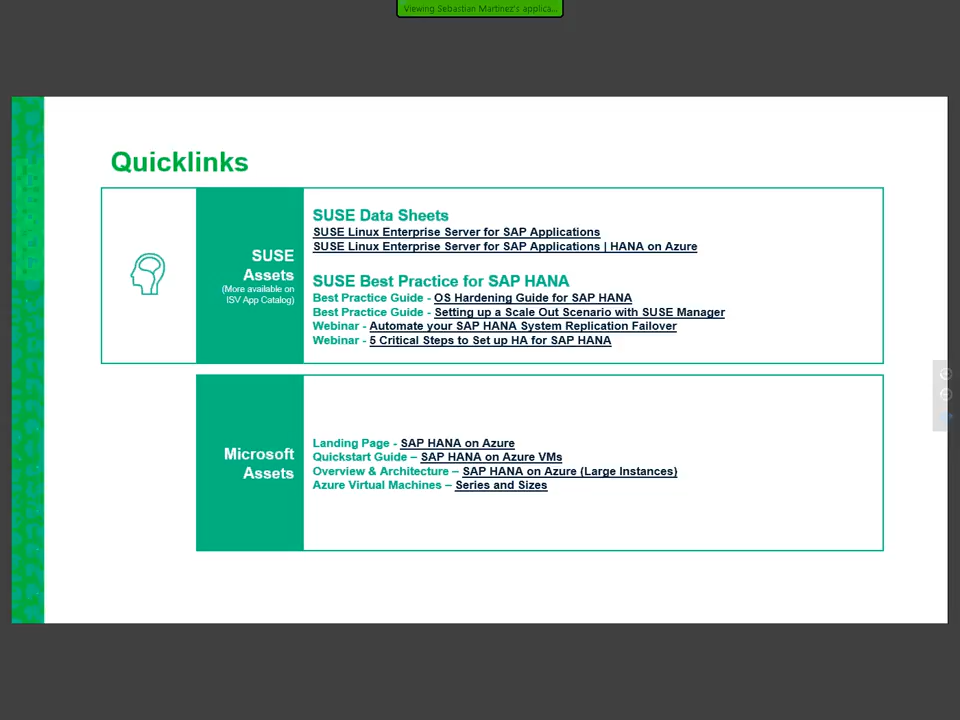 Viewing Sebastian Martinez's applica...
Quicklinks
SUSE
Assets
(More available on
ISV App Catalog)
SUSE Data Sheets
SUSE Linux Enterprise Server for SAP Applications
SUSE Linux Enterprise Server for SAP Applications | HANA on Azure
SUSE Best Practice for SAP HANA
Best Practice Guide - OS Hardening Guide for SAP HANA
Best Practice Guide - Setting up a Scale Out Scenario with SUSE Manager
Webinar - Automate your SAP HANA System Replication Failover
Webinar - 5 Critical Steps to Set up HA for SAP HANA
Microsoft
Assets
Landing Page - SAP HANA on Azure
Quickstart Guide – SAP HANA on Azure VMs
Overview & Architecture – SAP HANA on Azure (Large Instances)
Azure Virtual Machines – Series and Sizes